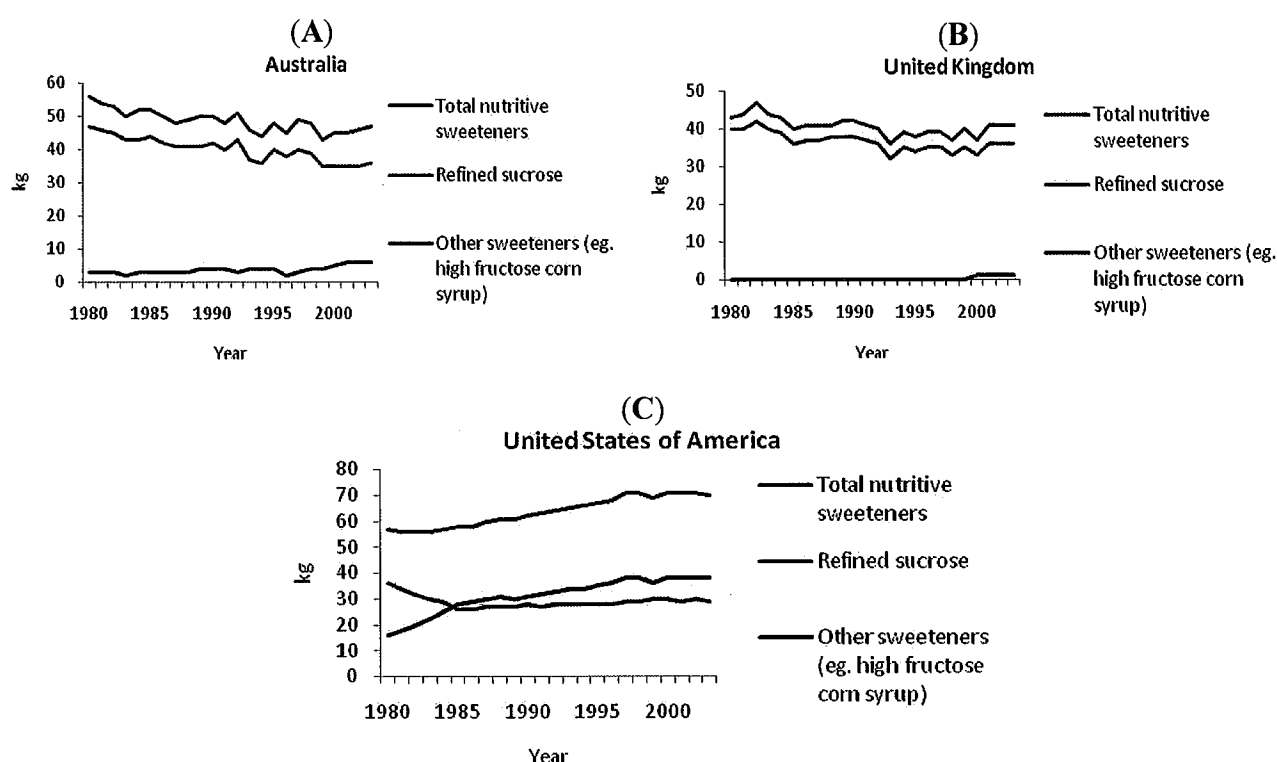 (A)
Australia
60
50
40
30
20
10
0
kg
1980 1985 1990 1995 2000
Year
Total nutritive
sweeteners
Refined sucrose
Other sweeteners (eg.
high fructose corn
syrup)
(B)
United Kingdom
50
40
30
20
10
0
kg
1980 1985 1990 1995 2000
Year
Total nutritive
sweeteners
Refined sucrose
Other sweeteners (eg.
high fructose corn
syrup)
(C)
United States of America
80
70
60
50
40
30
20
10
0
kg
1980 1985 1990 1995 2000
Year
Total nutritive
sweeteners
Refined sucrose
Other sweeteners
(eg. high fructose
corn syrup)